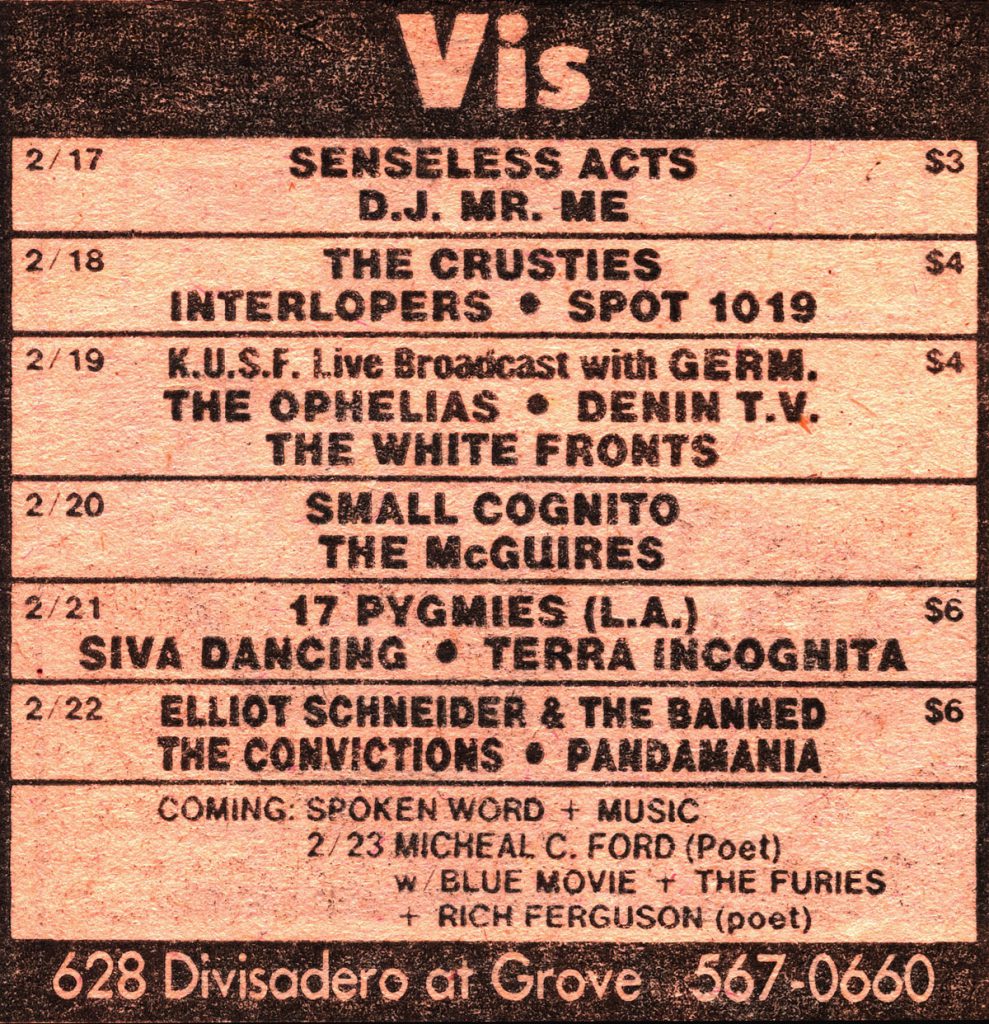 Vis
2/17 SENSELESS ACTS $3
D.J. MR. ME
2/18 THE CRUSTIES $4
INTERLOPERS • SPOT 1019
2/19 K.U.S.F. Live Broadcast with GERM. $4
THE OPHELIAS • DENIN T.V.
THE WHITE FRONTS
2/20 SMALL COGNITO
THE McGUIRES
2/21 17 PYGMIES (L.A.) $6
SIVA DANCING • TERRA INCOGNITA
2/22 ELLIOT SCHNEIDER & THE BANNED $6
THE CONVICTIONS • PANDAMANIA
COMING: SPOKEN WORD + MUSIC
2/23 MICHEAL C. FORD (Poet)
w/ BLUE MOVIE + THE FURIES
+ RICH FERGUSON (poet)
628 Divisadero at Grove 567-0660